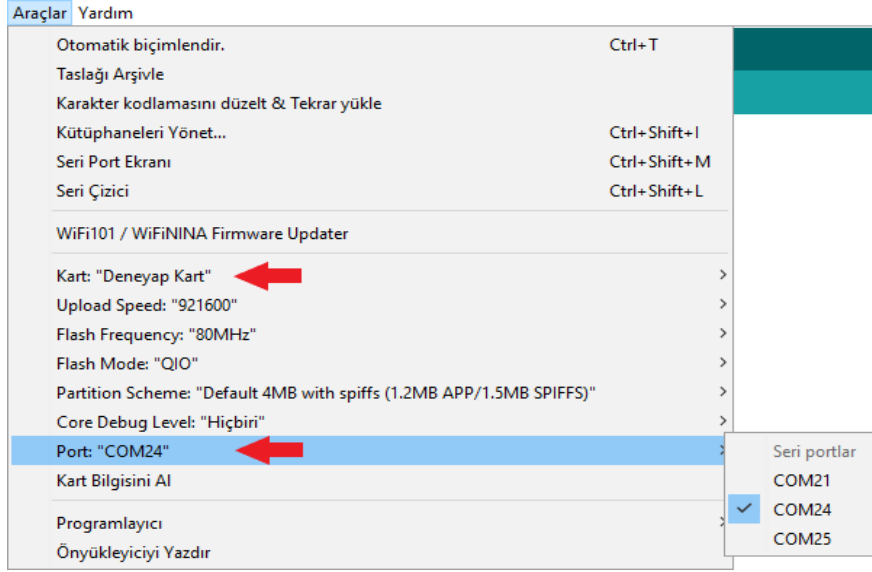 Araçlar Yardım
Otomatik biçimlendir. Ctrl+T
Taslağı Arşivle
Karakter kodlamasını düzelt & Tekrar yükle
Kütüphaneleri Yönet... Ctrl+Shift+I
Seri Port Ekranı Ctrl+Shift+M
Seri Çizici Ctrl+Shift+L
WiFi101 / WiFiNINA Firmware Updater
Kart: "Deneyap Kart"
Upload Speed: "921600"
Flash Frequency: "80MHz"
Flash Mode: "QIO"
Partition Scheme: "Default 4MB with spiffs (1.2MB APP/1.5MB SPIFFS)"
Core Debug Level: "Hiçbiri"
Port: "COM24"
Kart Bilgisini Al
Programlayıcı
Önyükleyiciyi Yazdır
Seri portlar
COM21
COM24
COM25